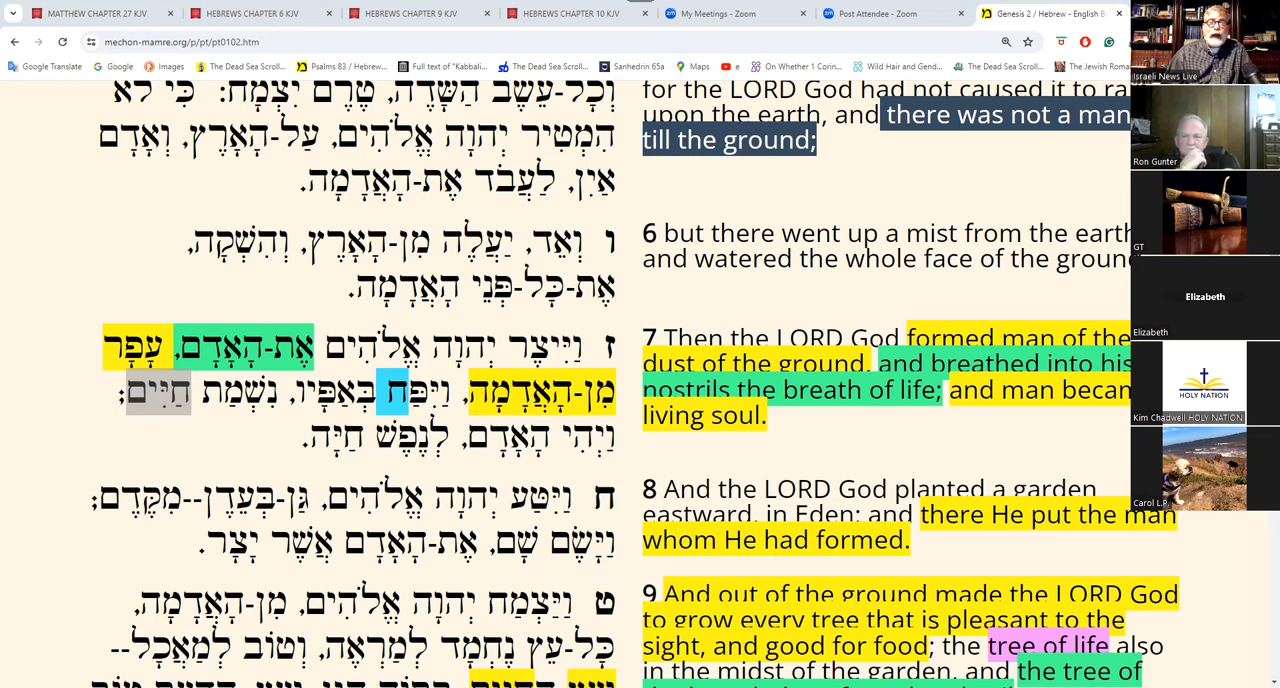 MATTHEW CHAPTER 27 KJV
HEBREWS CHAPTER 6 KJV
HEBREWS CHAPTER 9 KJV
HEBREWS CHAPTER 10 KJV
My Meetings - Zoom
Post Attendee - Zoom
Genesis 2 / Hebrew - English B
mechon-mamre.org/p/pt/pt0102.htm
Google Translate
Google
Images
The Dead Sea Scroll...
Psalms 83 / Hebrew...
Full text of "Kabbali...
The Dead Sea Scroll...
Sanhedrin 65a
Maps
e
On Whether 1 Corin...
Wild Hair and Gend...
The Dead Sea Scrol...
The Jewish Roma
וְכָל-עֵשֶׂב הַשָּׂדֶה, טֶרֶם יִצְמָח: כִּי לֹא
הִמְטִיר יְהוָה אֱלֹהִים, עַל-הָאָרֶץ, וְאָדָם
אַיִן, לַעֲבֹד אֶת-הָאֲדָמָה.
ו וְאֵד, יַעֲלֶה מִן-הָאָרֶץ, וְהִשְׁקָה,
אֶת-כָּל-פְּנֵי הָאֲדָמָה.
ז וַיִּיצֶר יְהוָה אֱלֹהִים אֶת-הָאָדָם, עָפָר
מִן-הָאֲדָמָה, וַיִּפַּח בְּאַפָּיו, נִשְׁמַת חַיִּים;
וַיְהִי הָאָדָם, לְנֶפֶשׁ חַיָּה.
ח וַיִּטַּע יְהוָה אֱלֹהִים, גַּן-בְּעֵדֶן--מִקֶּדֶם;
וַיָּשֶׂם שָׁם, אֶת-הָאָדָם אֲשֶׁר יָצָר.
ט וַיַּצְמַח יְהוָה אֱלֹהִים, מִן-הָאֲדָמָה,
כָּל-עֵץ נֶחְמָד לְמַרְאֶה, וְטוֹב לְמַאֲכָל--
for the LORD God had not caused it to ra
upon the earth, and there was not a man
till the ground;
6 but there went up a mist from the earth
and watered the whole face of the ground
7 Then the LORD God formed man of the
dust of the ground, and breathed into his
nostrils the breath of life; and man becam
living soul.
8 And the LORD God planted a garden
eastward, in Eden; and there He put the man
whom He had formed.
9 And out of the ground made the LORD God
to grow every tree that is pleasant to the
sight, and good for food; the tree of life also
in the midst of the garden, and the tree of
Israeli News Live
Ron Gunter
GT
Elizabeth
Elizabeth
HOLY NATION
Kim Chadwell HOLY NATION
Carol L.P.